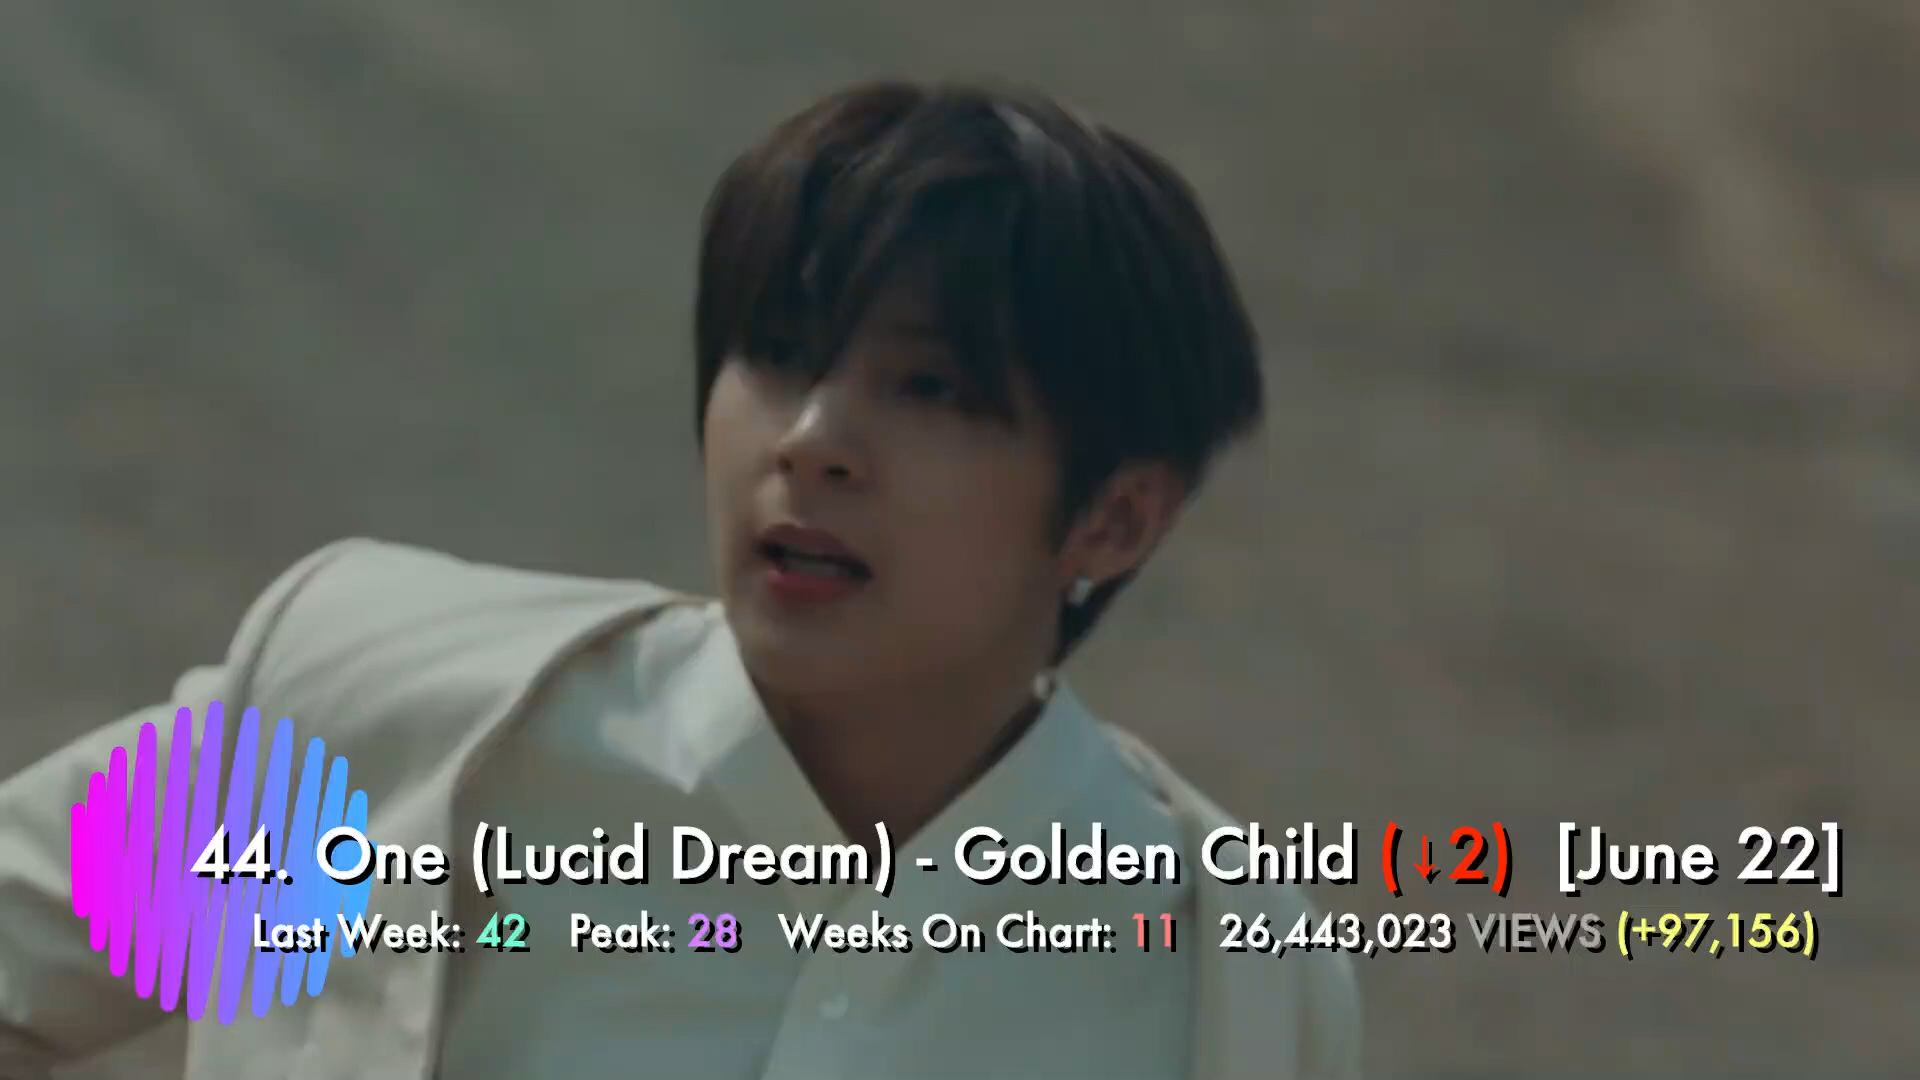 44. One (Lucid Dream) - Golden Child (↓2) [June 22]
Last Week: 42 Peak: 28 Weeks On Chart: 11 26,443,023 VIEWS (+97,156)